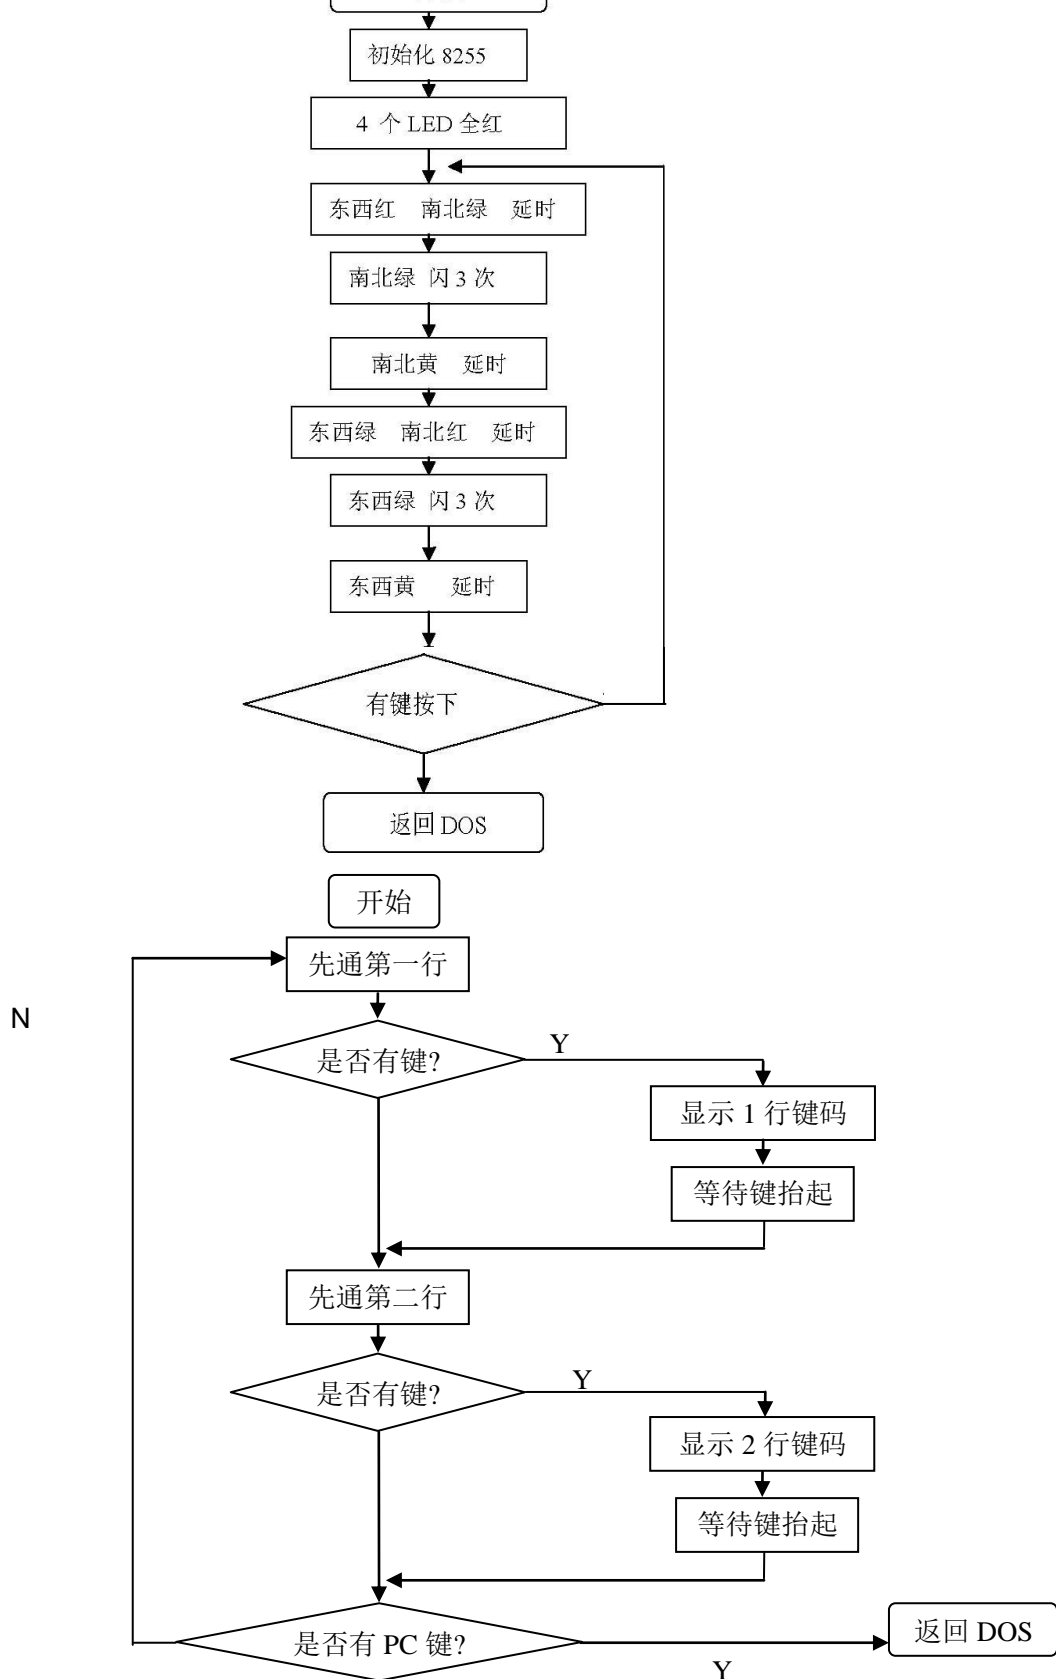 初始化 8255
4 个 LED 全红
东西红 南北绿 延时
南北绿 闪 3 次
南北黄 延时
东西绿 南北红 延时
东西绿 闪 3 次
东西黄 延时
有键按下
返回 DOS
开始
先通第一行
N
是否有键?
Y
显示 1 行键码
等待键抬起
先通第二行
是否有键?
Y
显示 2 行键码
等待键抬起
是否有 PC 键?
返回 DOS
Y